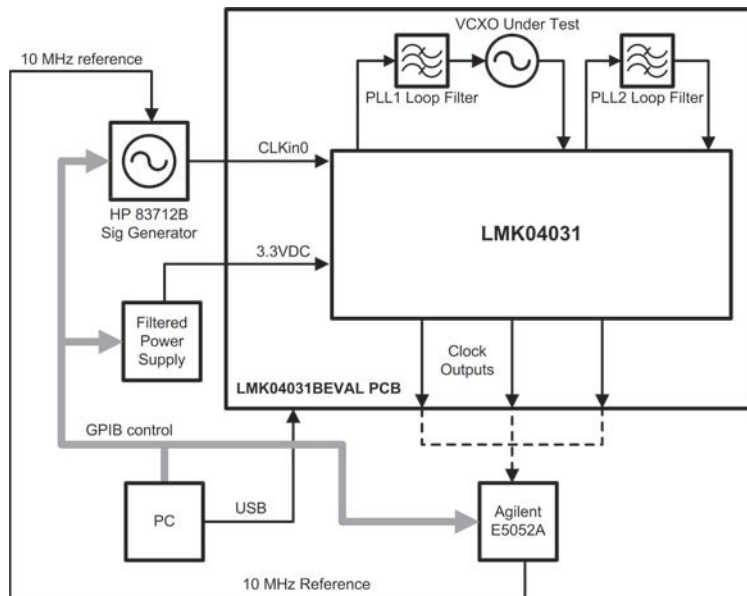 VCXO Under Test
10 MHz reference
PLL1 Loop Filter
PLL2 Loop Filter
CLKin0
HP 83712B
Sig Generator
LMK04031
3.3VDC
Filtered
Power
Supply
Clock
Outputs
LMK04031BEVAL PCB
GPIB control
PC
USB
Agilent
E5052A
10 MHz Reference